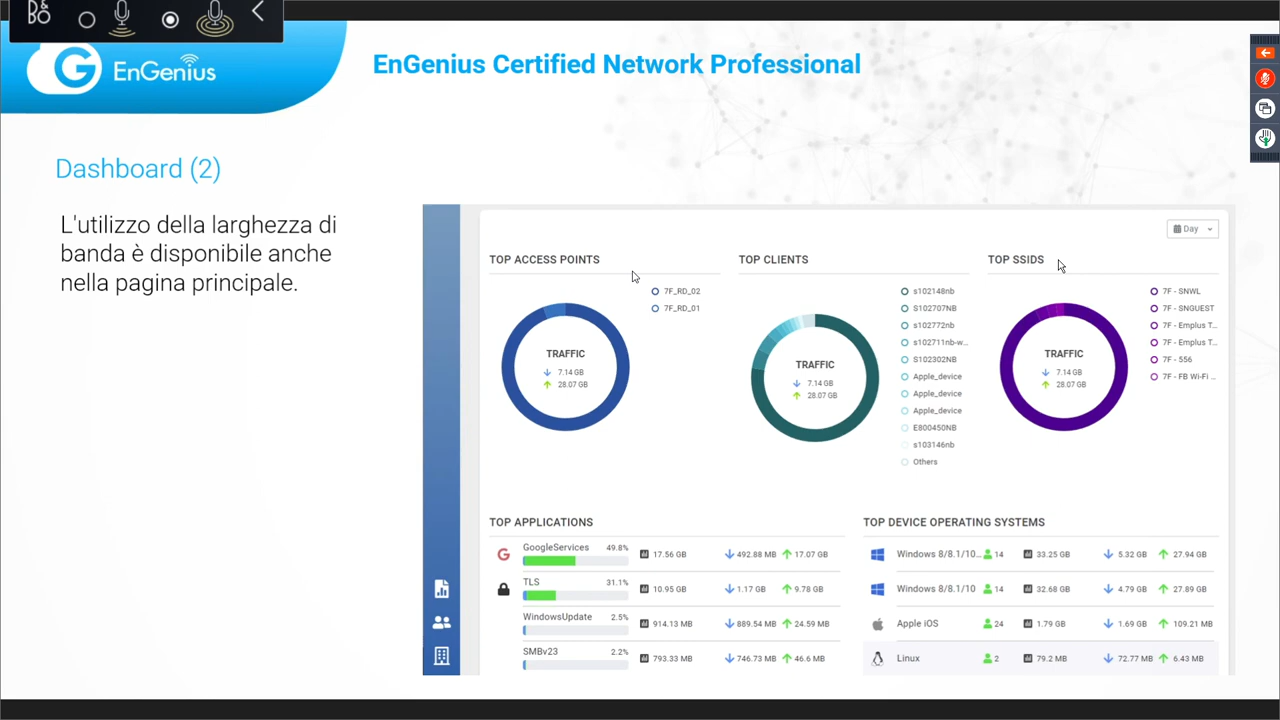 B&O
EnGenius
EnGenius Certified Network Professional
Dashboard (2)
L'utilizzo della larghezza di
banda è disponibile anche
nella pagina principale.
Day
TOP ACCESS POINTS
7F_RD_02
7F_RD_01
TRAFFIC
7.14 GB
28.07 GB
TOP CLIENTS
s102148nb
S102707NB
s102772nb
s102711nb-w...
S102302NB
Apple_device
Apple_device
Apple_device
E800450NB
s103146nb
Others
TRAFFIC
7.14 GB
28.07 GB
TOP SSIDS
7F - SNWL
7F - SNGUEST
7F - Emplus T...
7F - Emplus T...
7F - 556
7F - FB Wi-Fi ...
TRAFFIC
7.14 GB
28.07 GB
TOP APPLICATIONS
GoogleServices 49.8% 17.56 GB 492.88 MB 17.07 GB
TLS 31.1% 10.95 GB 1.17 GB 9.78 GB
WindowsUpdate 2.5% 914.13 MB 889.54 MB 24.59 MB
SMBv23 2.2% 793.33 MB 746.73 MB 46.6 MB
TOP DEVICE OPERATING SYSTEMS
Windows 8/8.1/10... 14 33.25 GB 5.32 GB 27.94 GB
Windows 8/8.1/10 14 32.68 GB 4.79 GB 27.89 GB
Apple iOS 24 1.79 GB 1.69 GB 109.21 MB
Linux 2 79.2 MB 72.77 MB 6.43 MB